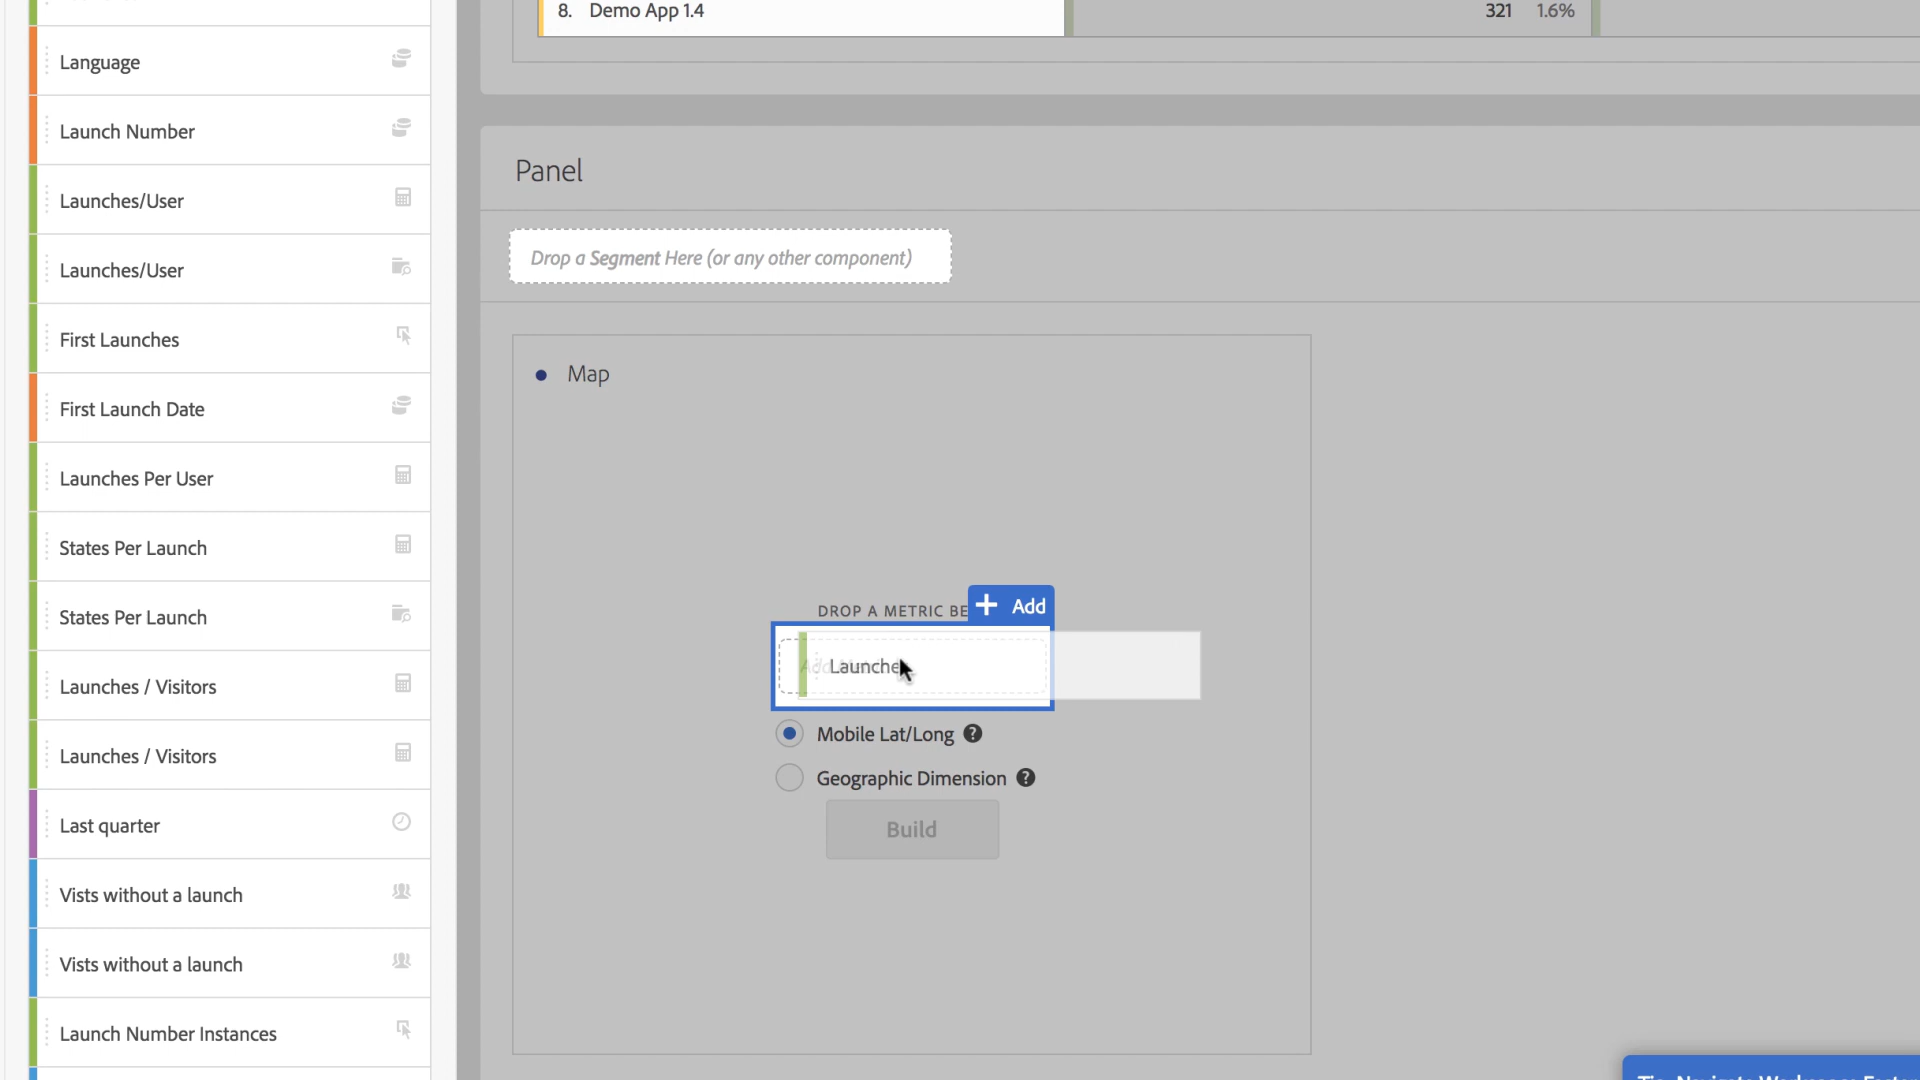 Language
Launch Number
Launches/User
Launches/User
First Launches
First Launch Date
Launches Per User
States Per Launch
States Per Launch
Launches / Visitors
Launches / Visitors
Last quarter
Vists without a launch
Vists without a launch
Launch Number Instances
8. Demo App 1.4 321 1.6%
Panel
Drop a Segment Here (or any other component)
Map
DROP A METRIC BE
+ Add
Launche
Mobile Lat/Long ?
Geographic Dimension ?
Build